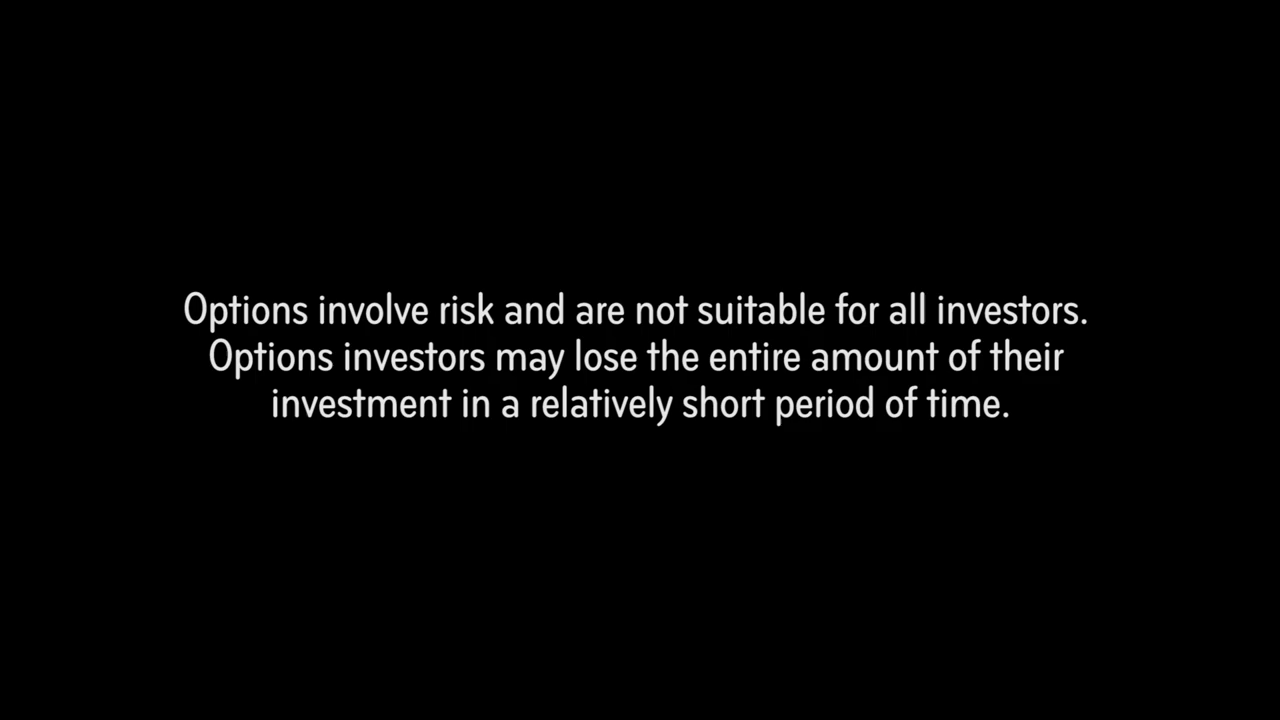 Options involve risk and are not suitable for all investors.
Options investors may lose the entire amount of their
investment in a relatively short period of time.